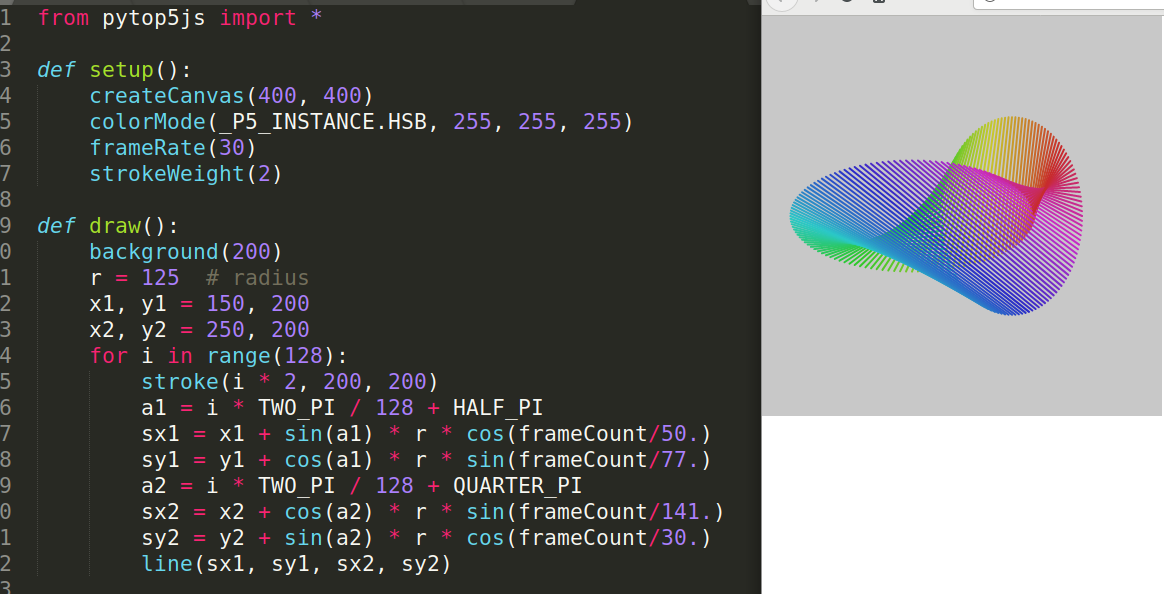 1 from pytop5js import *
2
3 def setup():
4     createCanvas(400, 400)
5     colorMode(_P5_INSTANCE.HSB, 255, 255, 255)
6     frameRate(30)
7     strokeWeight(2)
8
9 def draw():
0     background(200)
1     r = 125  # radius
2     x1, y1 = 150, 200
3     x2, y2 = 250, 200
4     for i in range(128):
5         stroke(i * 2, 200, 200)
6         a1 = i * TWO_PI / 128 + HALF_PI
7         sx1 = x1 + sin(a1) * r * cos(frameCount/50.)
8         sy1 = y1 + cos(a1) * r * sin(frameCount/77.)
9         a2 = i * TWO_PI / 128 + QUARTER_PI
0         sx2 = x2 + cos(a2) * r * sin(frameCount/141.)
1         sy2 = y2 + sin(a2) * r * cos(frameCount/30.)
2         line(sx1, sy1, sx2, sy2)
3